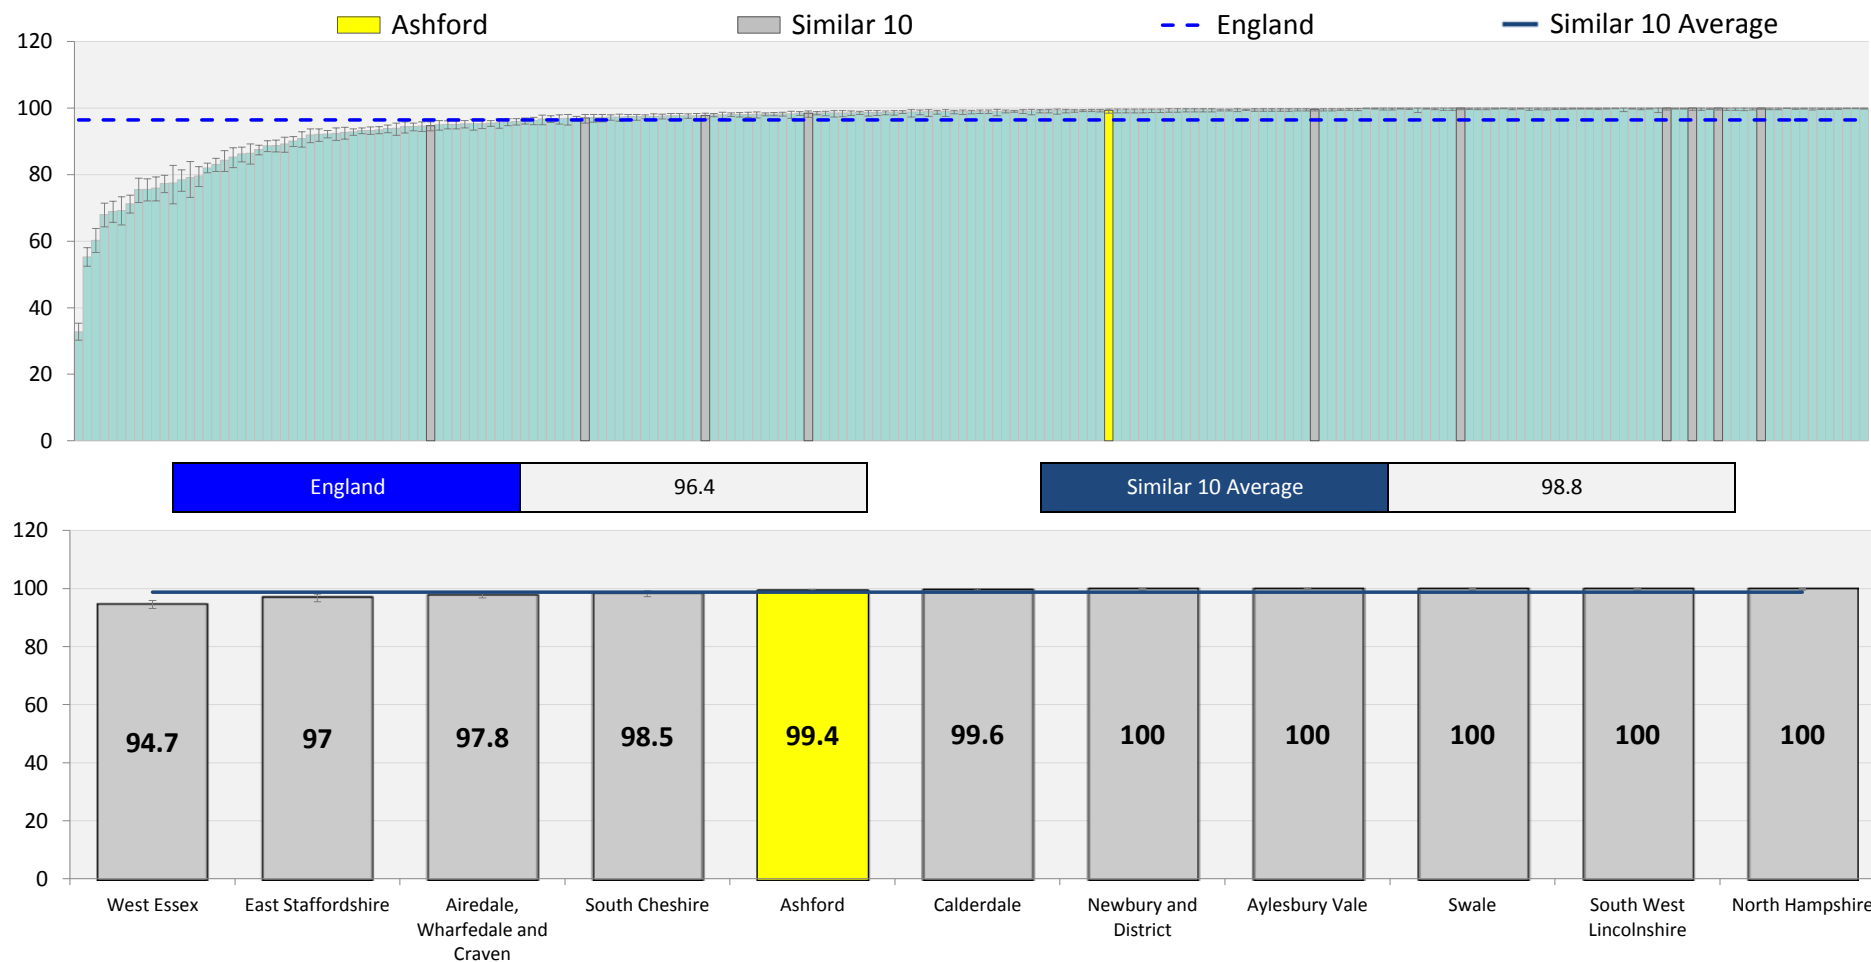 Ashford
Similar 10
England
Similar 10 Average
120
100
80
60
40
20
0
England 96.4
Similar 10 Average 98.8
120
100
80
60
40
20
0
94.7 97 97.8 98.5 99.4 99.6 100 100 100 100 100
West Essex
East Staffordshire
Airedale,
Wharfedale and
Craven
South Cheshire
Ashford
Calderdale
Newbury and
District
Aylesbury Vale
Swale
South West
Lincolnshire
North Hampshire